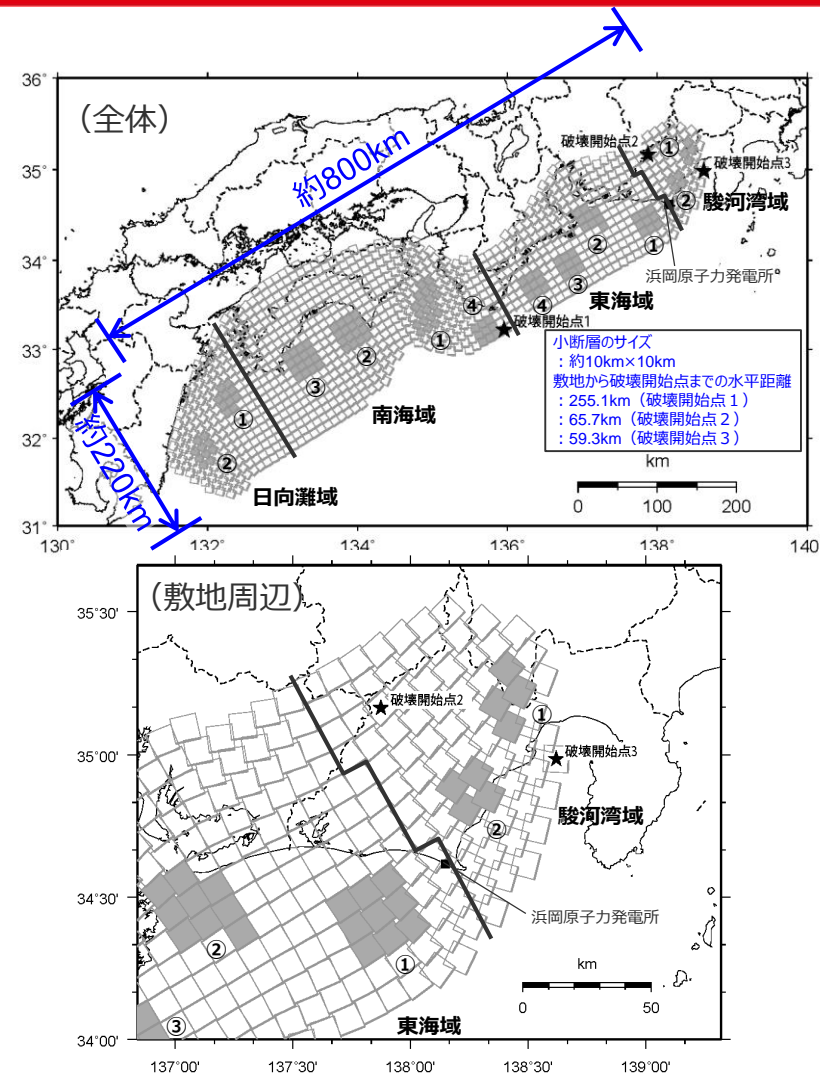 約800km
36°
(全体)
破壊開始点2
①
35°
破壊開始点3
②
駿河湾域
②
①
浜岡原子力発電所
34°
③
東海域
④
④
破壊開始点1
33°
①
②
③
南海域
小断層のサイズ
：約10km×10km
敷地から破壊開始点までの水平距離
：255.1km（破壊開始点１）
：65.7km（破壊開始点２）
：59.3km（破壊開始点３）
①
32°
約220km
②
日向灘域
km
0 100 200
31°
130° 132° 134° 136° 138° 140
(敷地周辺)
35°30'
破壊開始点2
①
35°00'
破壊開始点3
駿河湾域
②
34°30'
浜岡原子力発電所
②
①
km
0 50
③
東海域
34°00'
137°00' 137°30' 138°00' 138°30' 139°00'